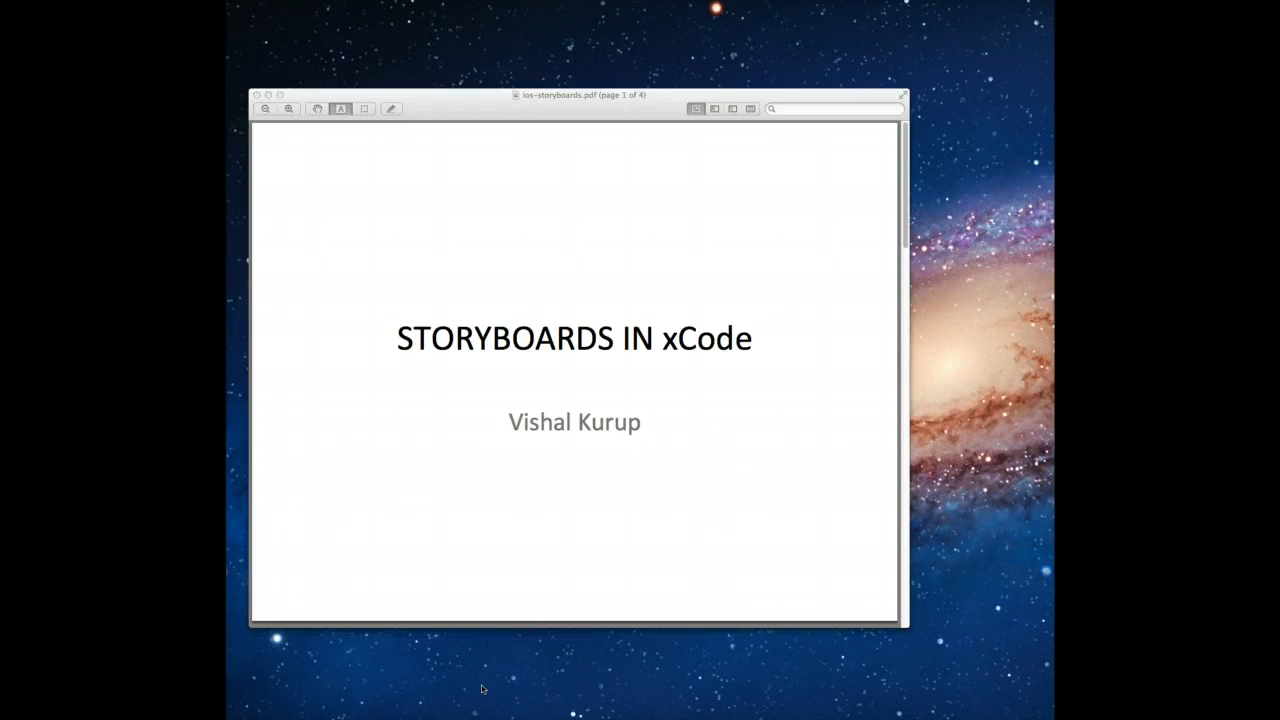 ios-storyboards.pdf (page 1 of 4)
A
STORYBOARDS IN xCode
Vishal Kurup